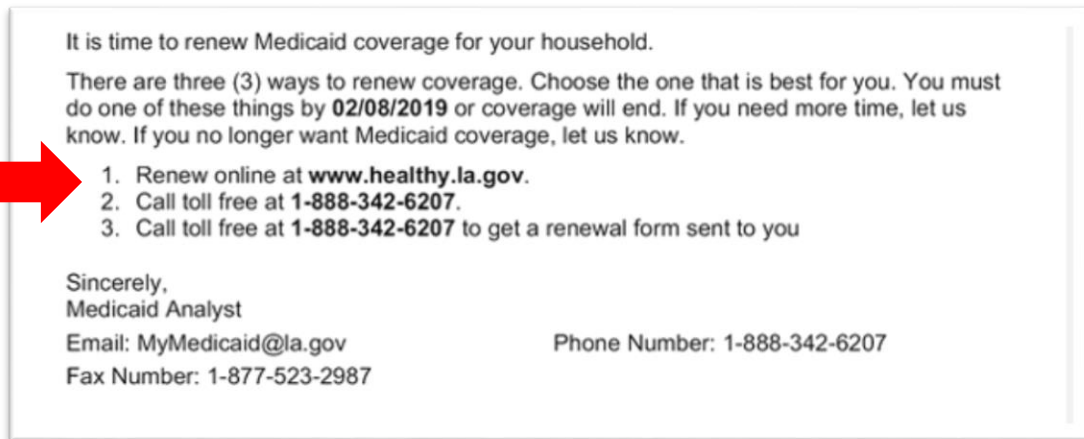 It is time to renew Medicaid coverage for your household.
There are three (3) ways to renew coverage. Choose the one that is best for you. You must
do one of these things by 02/08/2019 or coverage will end. If you need more time, let us
know. If you no longer want Medicaid coverage, let us know.
1. Renew online at www.healthy.la.gov.
2. Call toll free at 1-888-342-6207.
3. Call toll free at 1-888-342-6207 to get a renewal form sent to you
Sincerely,
Medicaid Analyst
Email: MyMedicaid@la.gov Phone Number: 1-888-342-6207
Fax Number: 1-877-523-2987